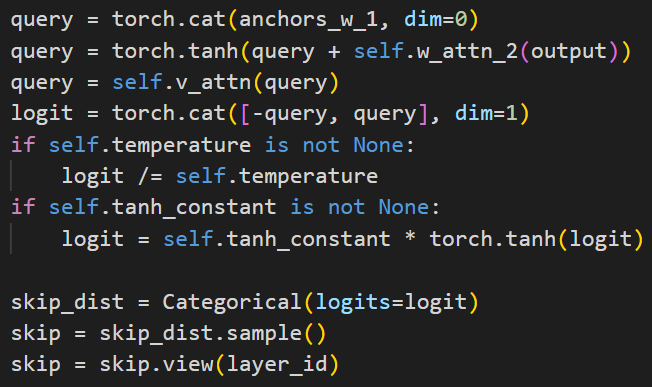 query = torch.cat(anchors_w_1, dim=0)
query = torch.tanh(query + self.w_attn_2(output))
query = self.v_attn(query)
logit = torch.cat([-query, query], dim=1)
if self.temperature is not None:
    logit /= self.temperature
if self.tanh_constant is not None:
    logit = self.tanh_constant * torch.tanh(logit)

skip_dist = Categorical(logits=logit)
skip = skip_dist.sample()
skip = skip.view(layer_id)